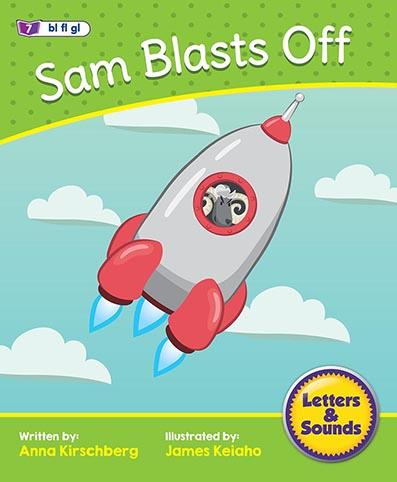 7 bl fl gl
Sam Blasts Off
Written by:
Anna Kirschberg
Illustrated by:
James Keiaho
Letters
&
Sounds